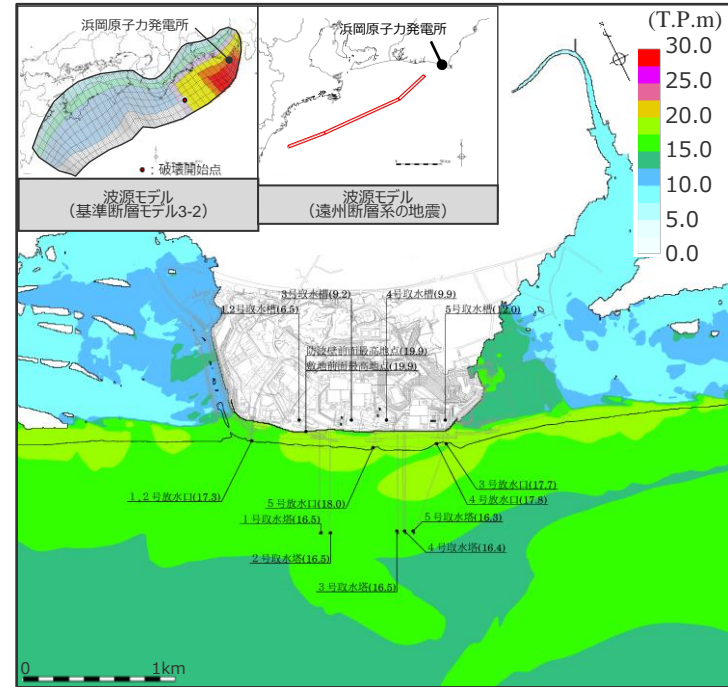 浜岡原子力発電所
●：破壊開始点
波源モデル
（基準断層モデル3-2）
浜岡原子力発電所
波源モデル
（遠州断層系の地震）
(T.P.m)
30.0
25.0
20.0
15.0
10.0
5.0
0.0
3号取水槽(9.2)
4号取水槽(9.9)
1,2号取水槽(6.5)
5号取水槽(12.0)
防波壁前面最高地点(19.9)
敷地前面最高地点(19.9)
1,2号放水口(17.3)
5号放水口(18.0)
3号放水口(17.7)
4号放水口(17.8)
1号取水塔(16.5)
5号取水塔(16.3)
2号取水塔(16.5)
4号取水塔(16.4)
3号取水塔(16.5)
0 1km